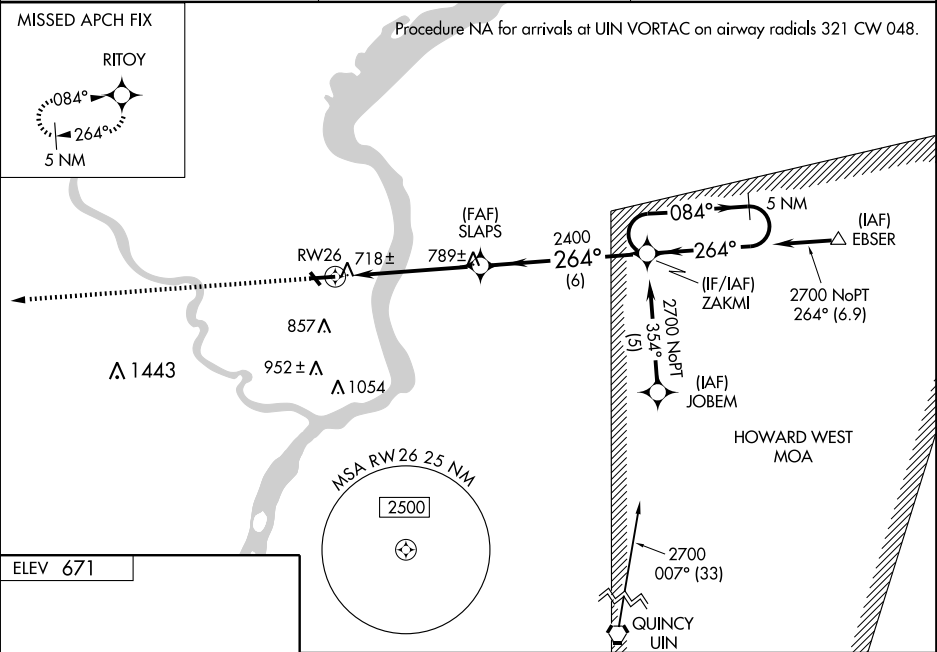 MISSED APCH FIX
RITOY
084°
264°
5 NM
Procedure NA for arrivals at UIN VORTAC on airway radials 321 CW 048.
(FAF)
SLAPS
RW26
718±
789±
2400
264°
(6)
084°
5 NM
264°
(IAF)
EBSER
(IF/IAF)
ZAKMI
2700 NoPT
264° (6.9)
2700 NoPT
354°
(5)
(IAF)
JOBEM
857
952±
1054
1443
HOWARD WEST
MOA
MSA RW 26 25 NM
2500
2700
007° (33)
QUINCY
UIN
ELEV 671